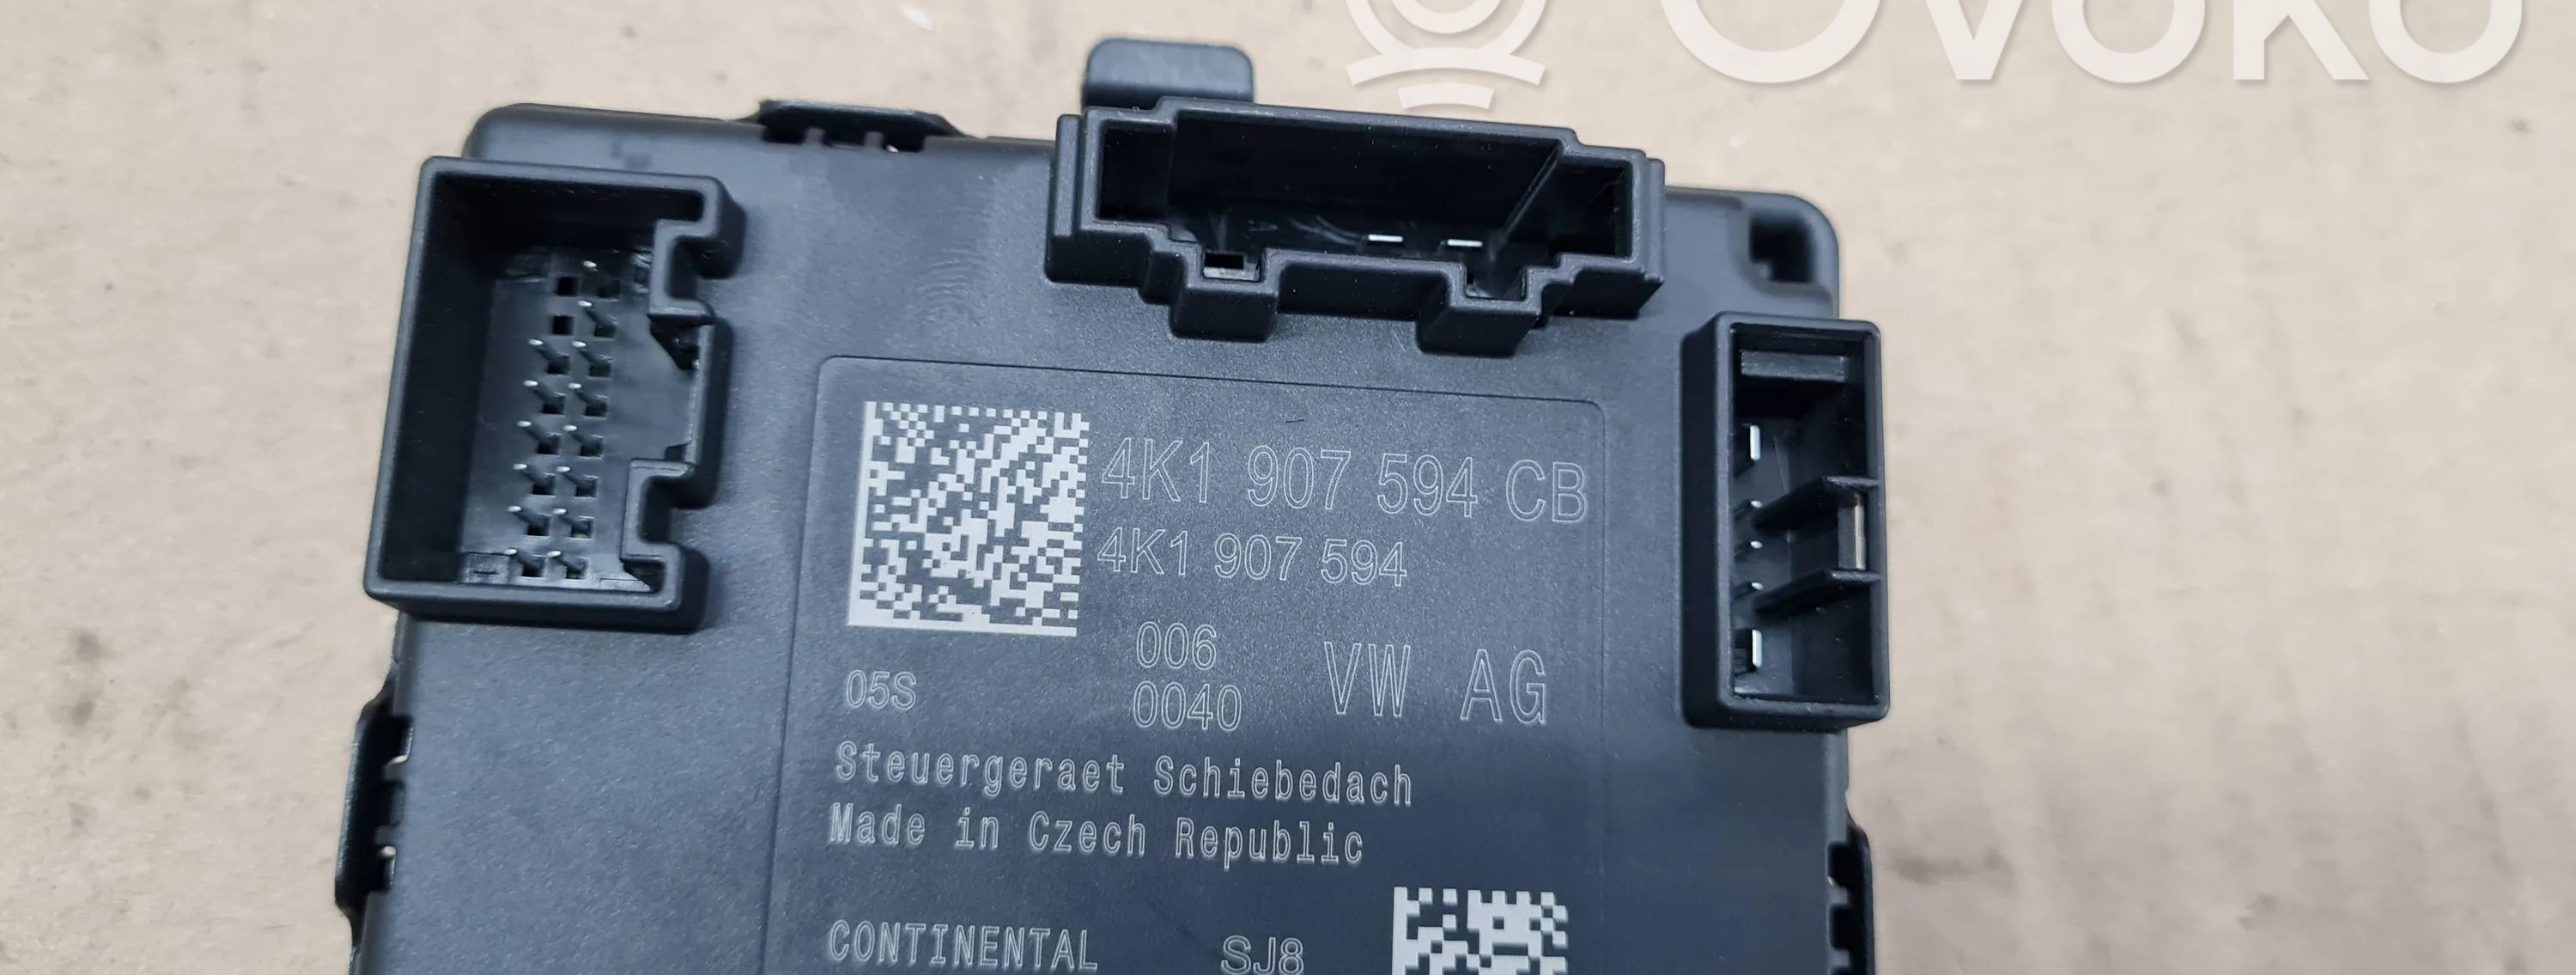 OVOKO
4K1 907 594 CB
4K1 907 594
006
05S 0040 VW AG
Steuergeraet Schiebedach
Made in Czech Republic
CONTINENTAL SJ8